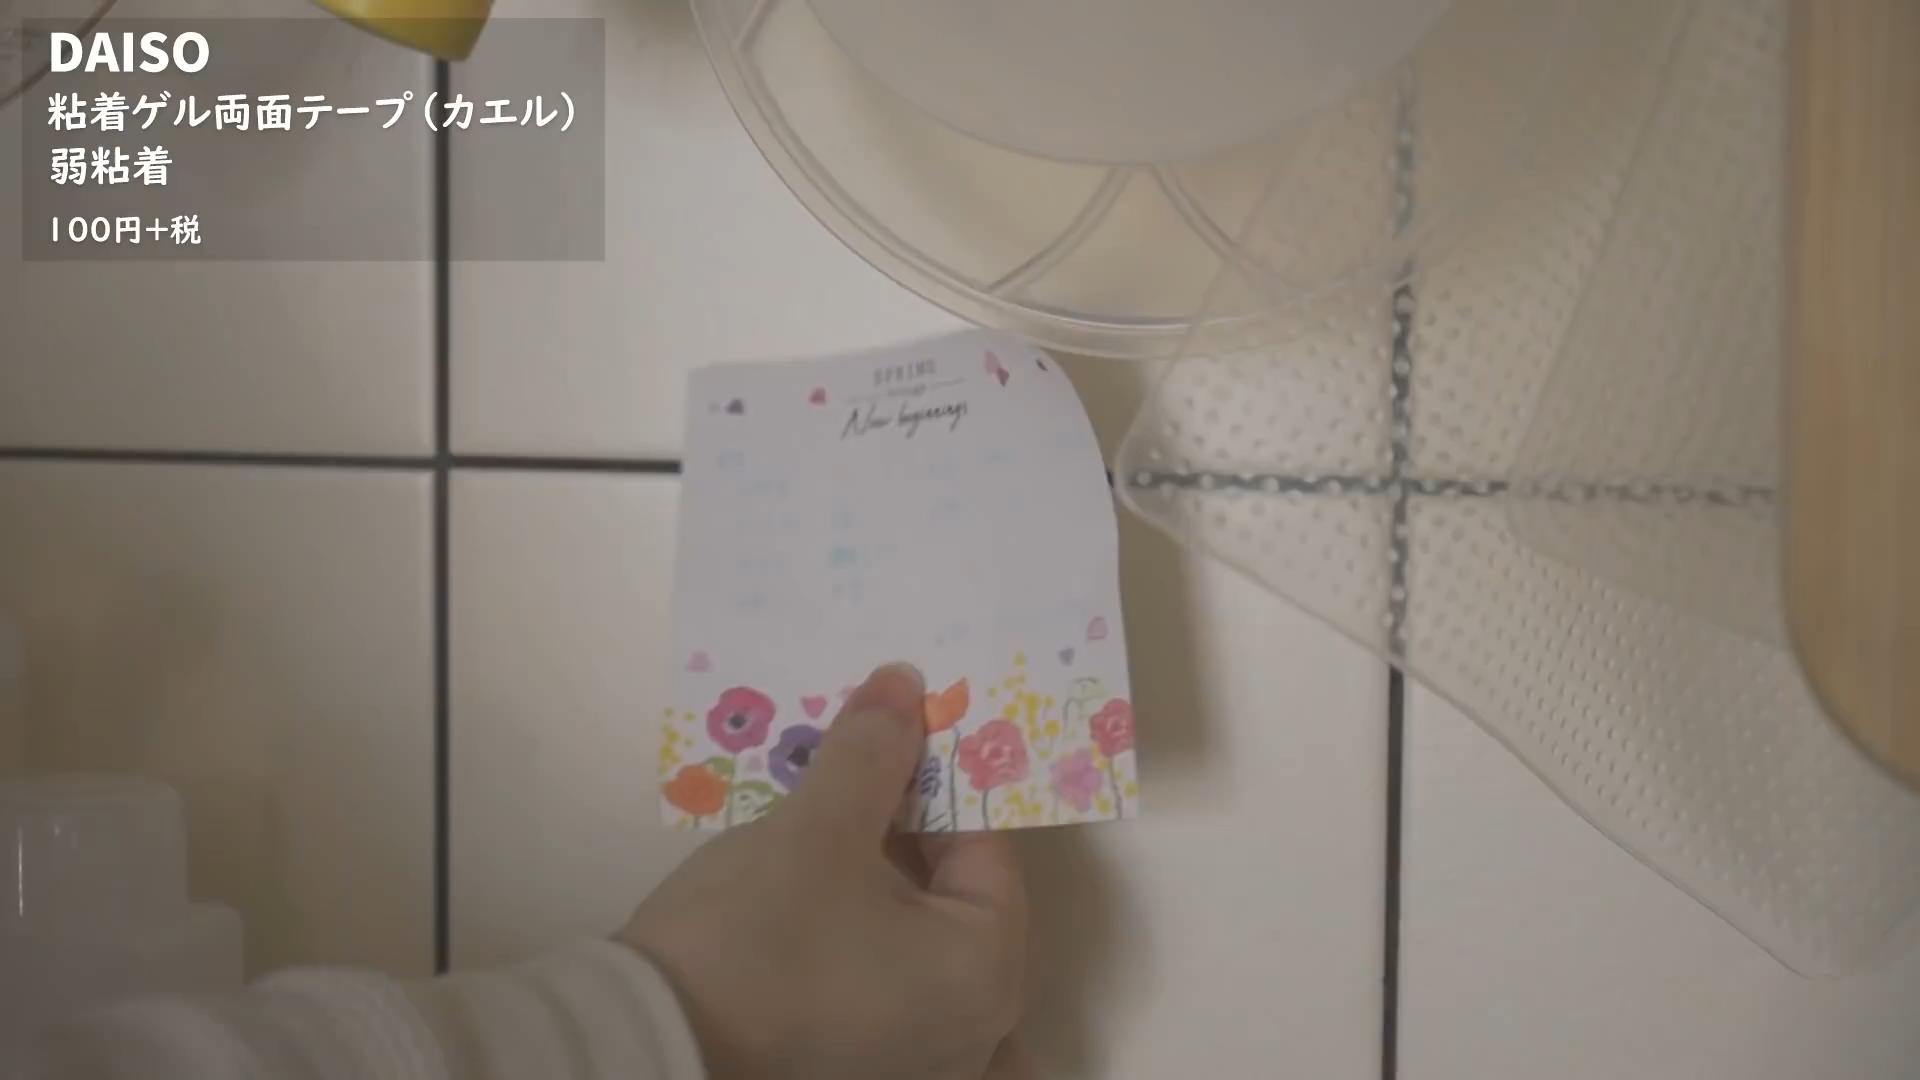 DAISO
粘着ゲル両面テープ（カエル）
弱粘着
100円+税
SPRING
New beginnings